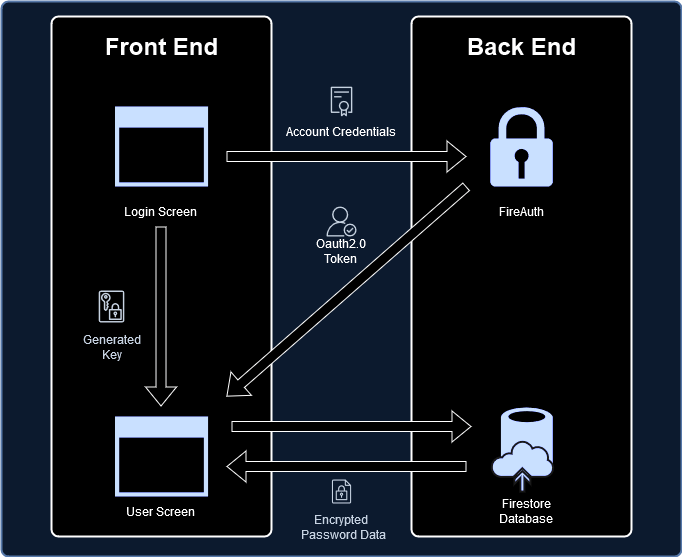 Front End
Back End
Account Credentials
Login Screen
FireAuth
Oauth2.0
Token
Generated
Key
User Screen
Firestore
Database
Encrypted
Password Data